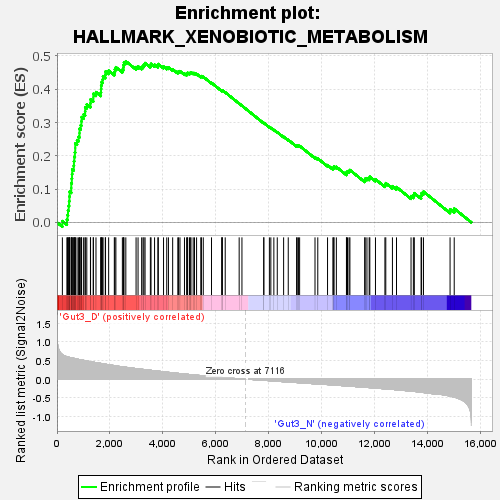 Enrichment plot:
HALLMARK_XENOBIOTIC_METABOLISM
Enrichment score (ES)
0.5
0.4
0.3
0.2
0.1
0.0
Ranked list metric (Signal2Noise)
'Gut3_D' (positively correlated)
1.5
1.0
0.5
0.0
-0.5
-1.0
Zero cross at 7116
'Gut3_N' (negatively correlated)
0
2,000
4,000
6,000
8,000
10,000
12,000
14,000
16,000
Rank in Ordered Dataset
Enrichment profile
Hits
Ranking metric scores